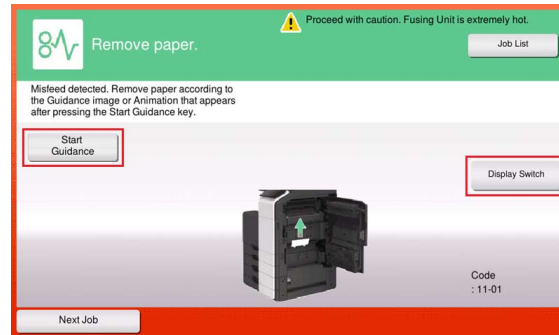 Proceed with caution. Fusing Unit is extremely hot.
Remove paper.
Job List
Misfeed detected. Remove paper according to
the Guidance image or Animation that appears
after pressing the Start Guidance key.
Start
Guidance
Display Switch
Code
: 11-01
Next Job